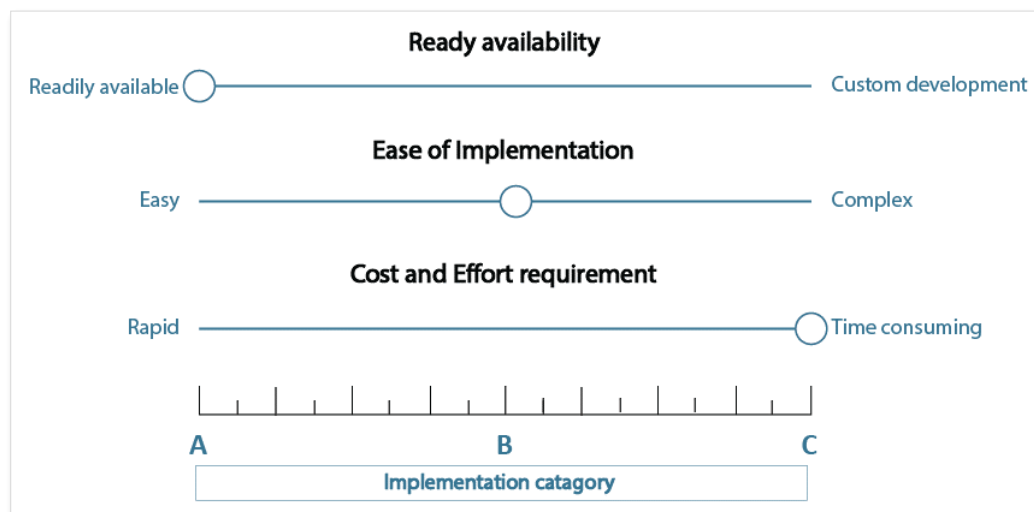 Ready availability
Readily available Custom development
Ease of Implementation
Easy Complex
Cost and Effort requirement
Rapid Time consuming
A B C
Implementation catagory